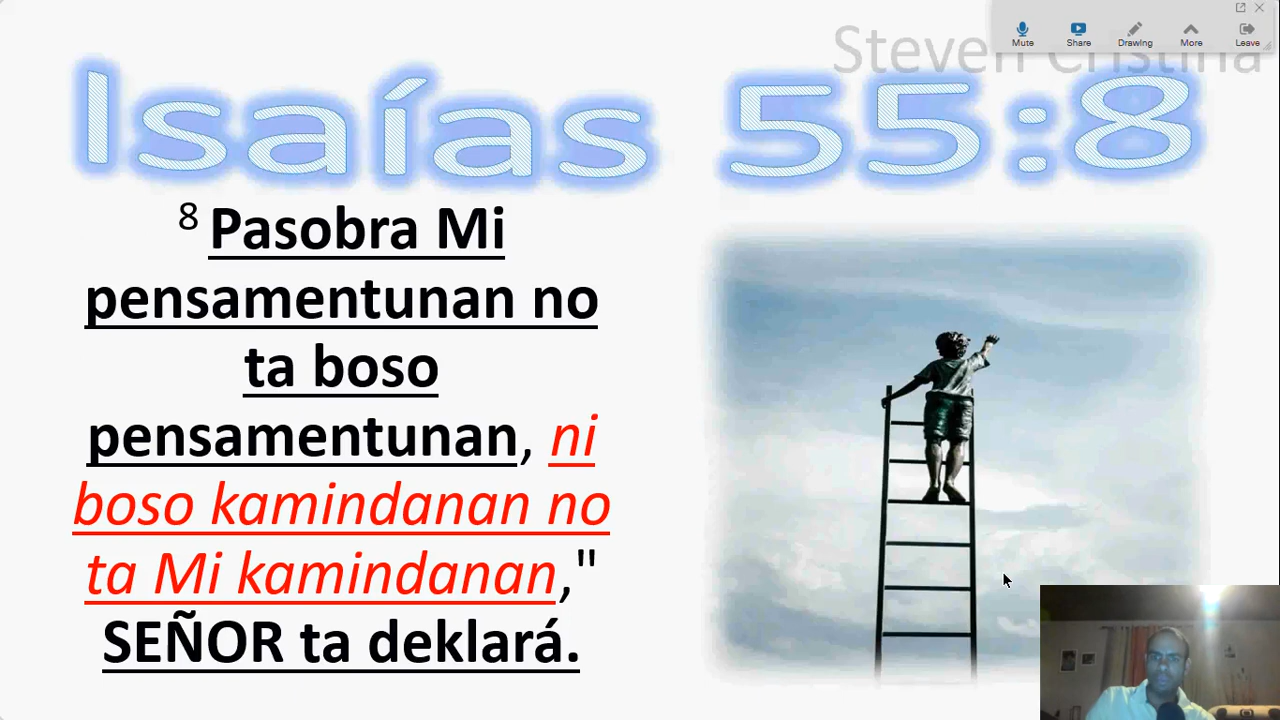 Steven Cristina
Mute Share Drawing More Leave
Isaías 55:8
8 Pasobra Mi
pensamentunan no
ta boso
pensamentunan, ni
boso kamindanan no
ta Mi kamindanan,"
SEÑOR ta deklará.